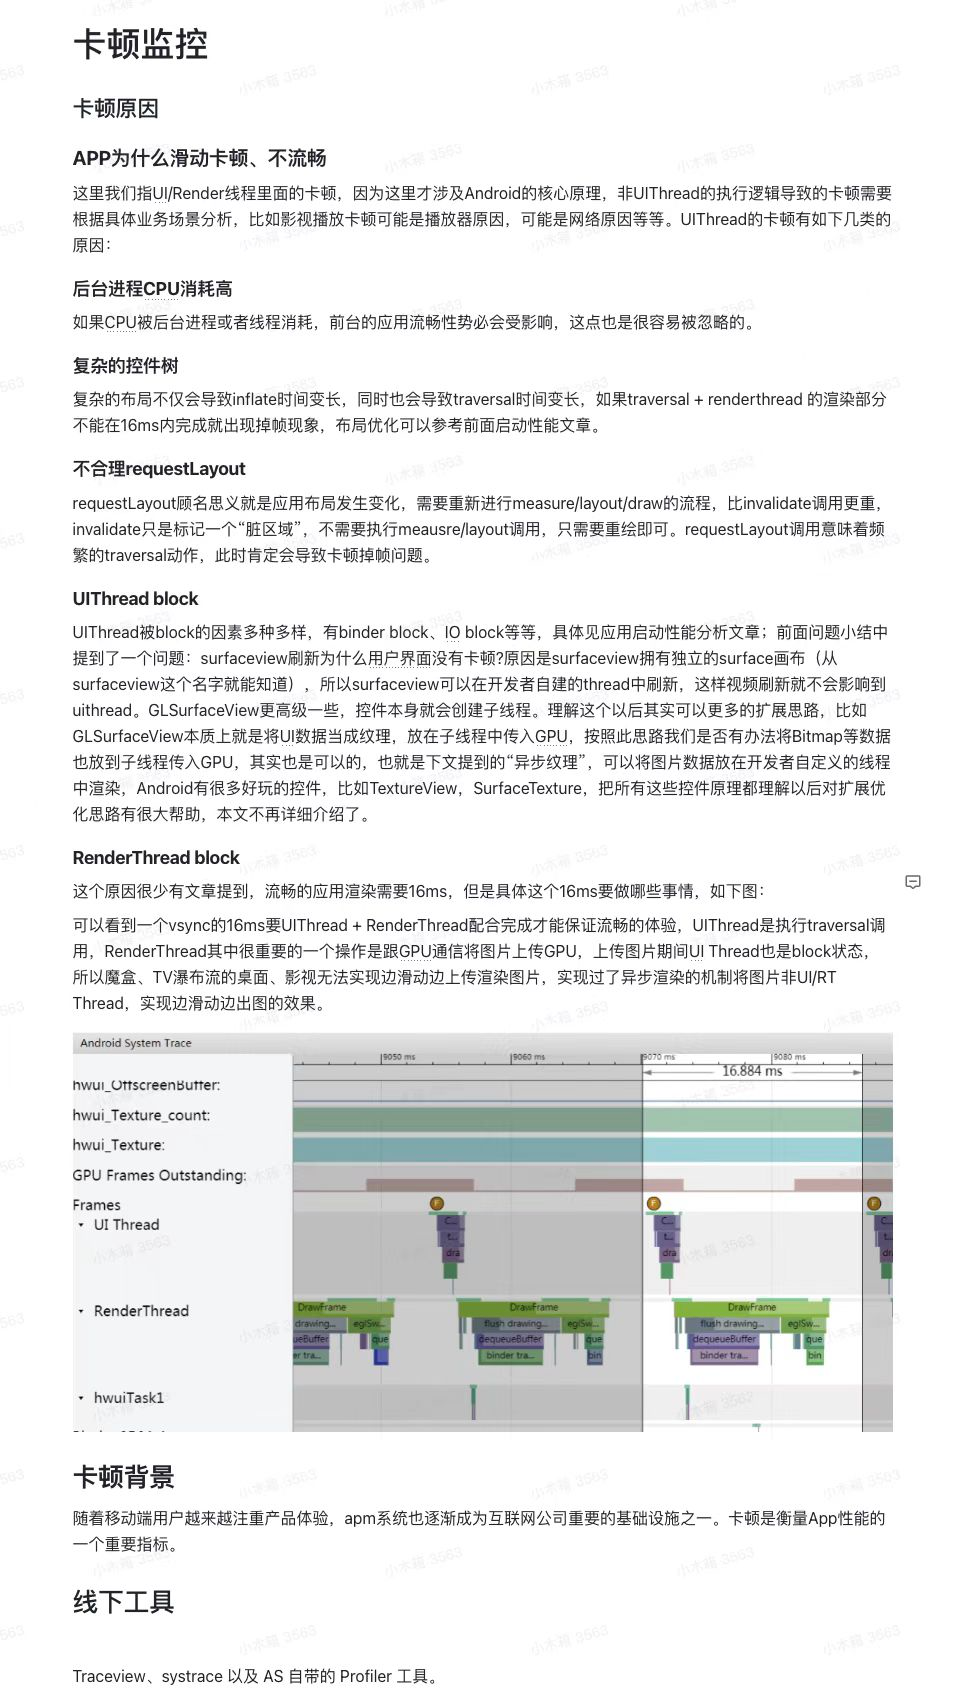 卡顿监控
卡顿原因
APP为什么滑动卡顿、不流畅
这里我们指UI/Render线程里面的卡顿，因为这里才涉及Android的核心原理，非UIThread的执行逻辑导致的卡顿需要
根据具体业务场景分析，比如影视播放卡顿可能是播放器原因，可能是网络原因等等。UIThread的卡顿有如下几类的
原因：
后台进程CPU消耗高
如果CPU被后台进程或者线程消耗，前台的应用流畅性势必会受影响，这点也是很容易被忽略的。
复杂的控件树
复杂的布局不仅会导致inflate时间变长，同时也会导致traversal时间变长，如果traversal + renderthread 的渲染部分
不能在16ms内完成就出现掉帧现象，布局优化可以参考前面启动性能文章。
不合理requestLayout
requestLayout顾名思义就是应用布局发生变化，需要重新进行measure/layout/draw的流程，比invalidate调用更重，
invalidate只是标记一个“脏区域”，不需要执行meausre/layout调用，只需要重绘即可。requestLayout调用意味着频
繁的traversal动作，此时肯定会导致卡顿掉帧问题。
UIThread block
UIThread被block的因素多种多样，有binder block、IO block等等，具体见应用启动性能分析文章；前面问题小结中
提到了一个问题：surfaceview刷新为什么用户界面没有卡顿?原因是surfaceview拥有独立的surface画布（从
surfaceview这个名字就能知道），所以surfaceview可以在开发者自建的thread中刷新，这样视频刷新就不会影响到
uithread。GLSurfaceView更高级一些，控件本身就会创建子线程。理解这个以后其实可以更多的扩展思路，比如
GLSurfaceView本质上就是将UI数据当成纹理，放在子线程中传入GPU，按照此思路我们是否有办法将Bitmap等数据
也放到子线程传入GPU，其实也是可以的，也就是下文提到的“异步纹理”，可以将图片数据放在开发者自定义的线程
中渲染，Android有很多好玩的控件，比如TextureView，SurfaceTexture，把所有这些控件原理都理解以后对扩展优
化思路有很大帮助，本文不再详细介绍了。
RenderThread block
这个原因很少有文章提到，流畅的应用渲染需要16ms，但是具体这个16ms要做哪些事情，如下图：
可以看到一个vsync的16ms要UIThread + RenderThread配合完成才能保证流畅的体验，UIThread是执行traversal调
用，RenderThread其中很重要的一个操作是跟GPU通信将图片上传GPU，上传图片期间UI Thread也是block状态，
所以魔盒、TV瀑布流的桌面、影视无法实现边滑动边上传渲染图片，实现过了异步渲染的机制将图片非UI/RT
Thread，实现边滑动边出图的效果。
Android System Trace
9050 ms 9060 ms 9070 ms 9080 ms
16.884 ms
hwui_OffscreenBuffer:
hwui_Texture_count:
hwui_Texture:
GPU Frames Outstanding:
Frames
F F F
UI Thread
C... C... C...
t... t... t...
dra dra dra
RenderThread
DrawFrame DrawFrame DrawFrame
drawing... eglSw... flush drawing... eglSw... flush drawing... eglSw...
ueueBuffer que dequeueBuffer que dequeueBuffer que
er tra... binder tra... bin binder tra... bin
hwuiTask1
卡顿背景
随着移动端用户越来越注重产品体验，apm系统也逐渐成为互联网公司重要的基础设施之一。卡顿是衡量App性能的
一个重要指标。
线下工具
Traceview、systrace 以及 AS 自带的 Profiler 工具。
小木箱 3563